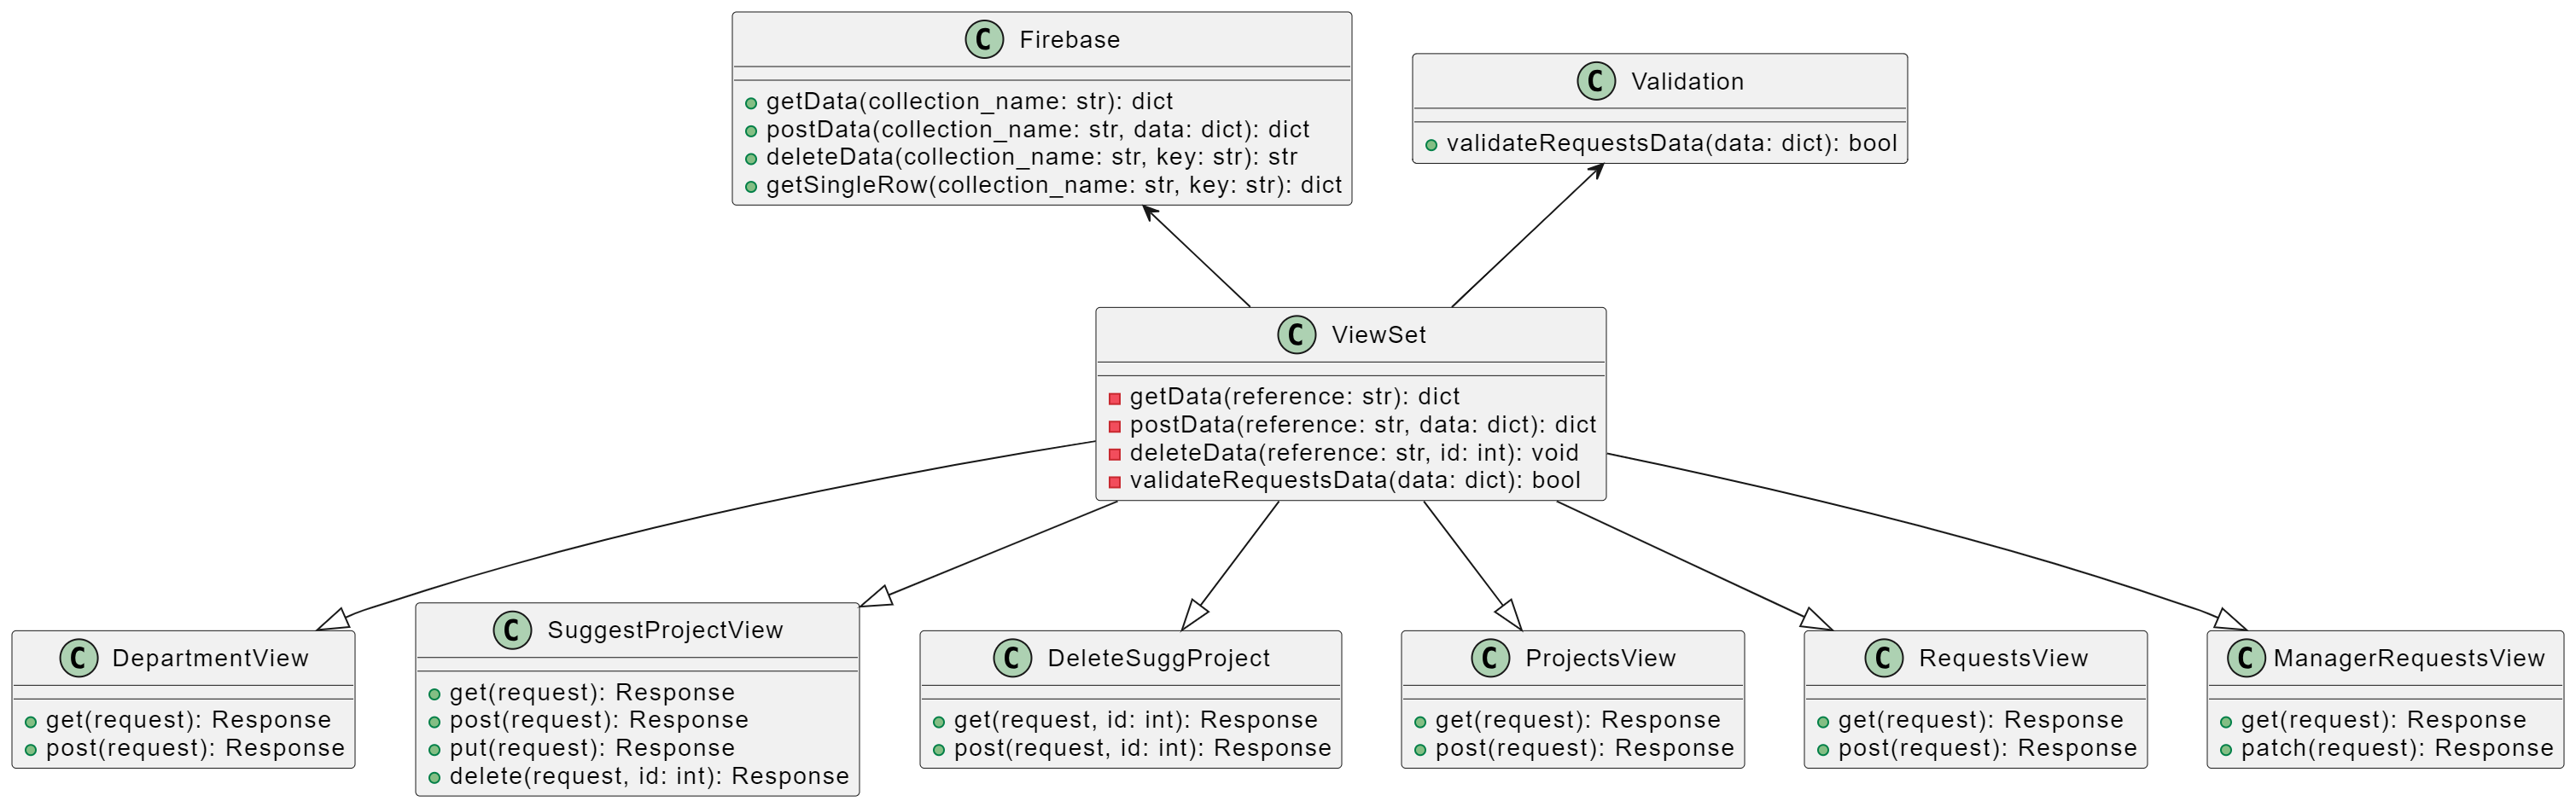 C Firebase
getData(collection_name: str): dict
postData(collection_name: str, data: dict): dict
deleteData(collection_name: str, key: str): str
getSingleRow(collection_name: str, key: str): dict
C Validation
validateRequestsData(data: dict): bool
C ViewSet
getData(reference: str): dict
postData(reference: str, data: dict): dict
deleteData(reference: str, id: int): void
validateRequestsData(data: dict): bool
C DepartmentView
get(request): Response
post(request): Response
C SuggestProjectView
get(request): Response
post(request): Response
put(request): Response
delete(request, id: int): Response
C DeleteSuggProject
get(request, id: int): Response
post(request, id: int): Response
C ProjectsView
get(request): Response
post(request): Response
C RequestsView
get(request): Response
post(request): Response
C ManagerRequestsView
get(request): Response
patch(request): Response